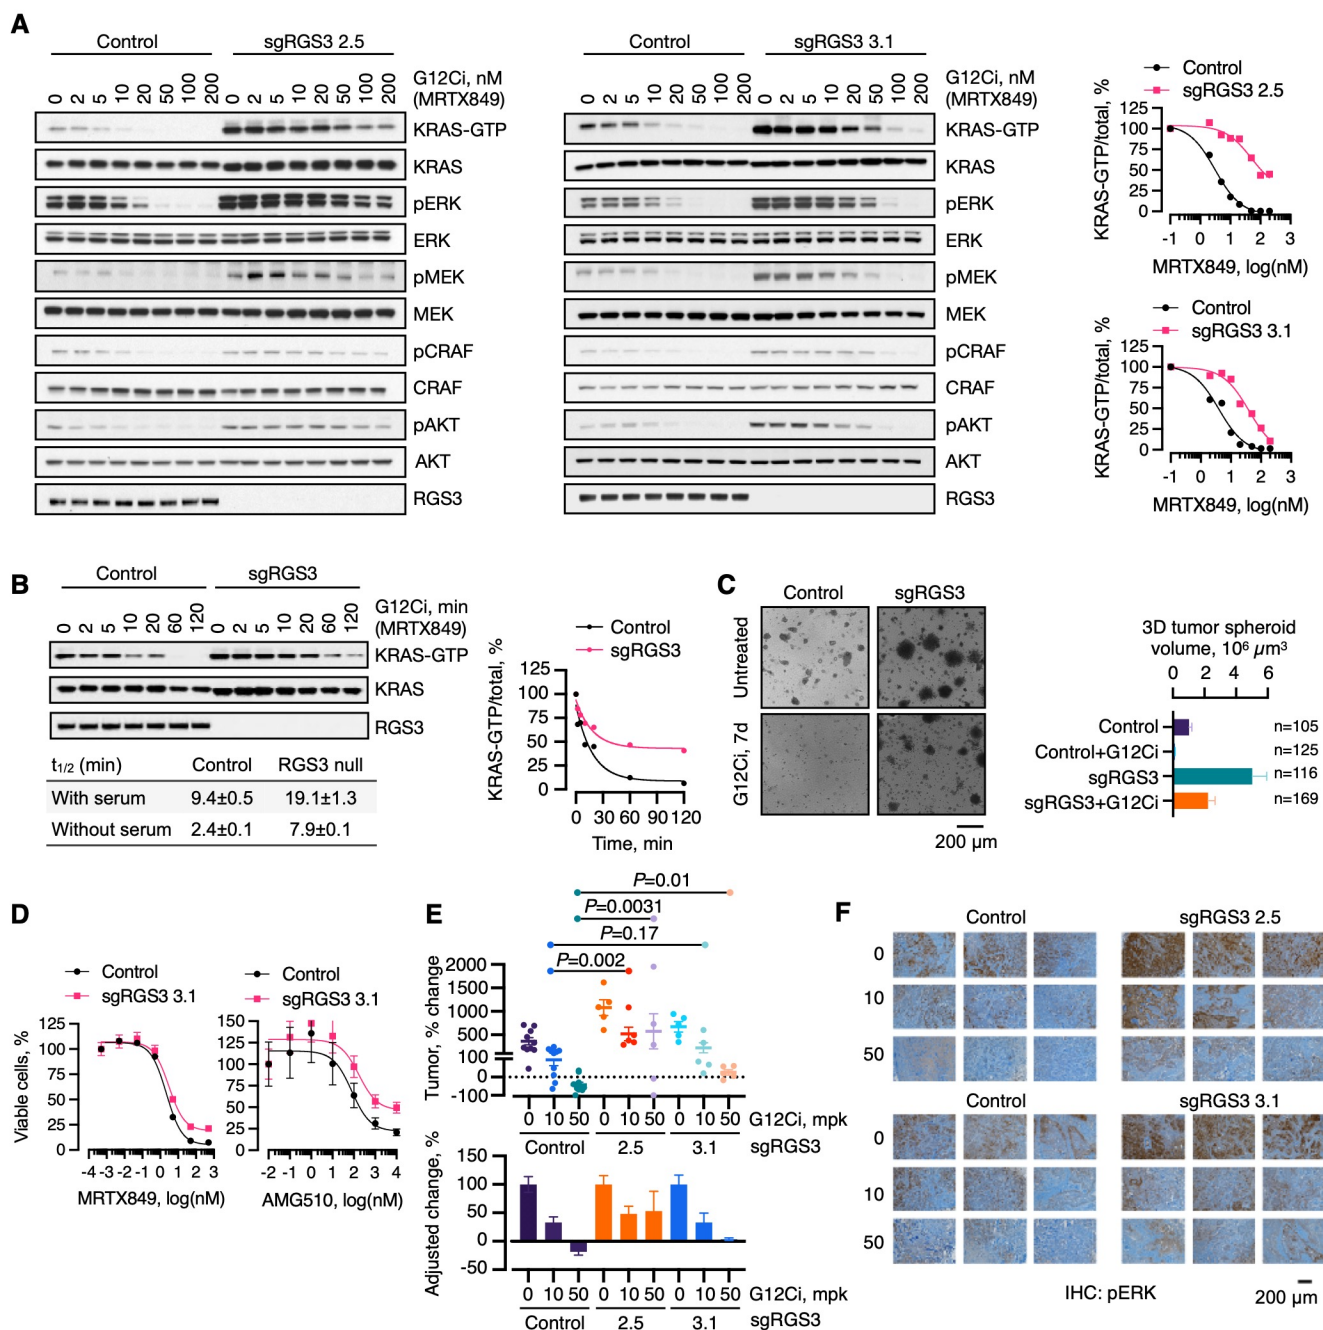 A
Control
sgRGS3 2.5
0 2 5 10 20 50 100 200 0 2 5 10 20 50 100 200
G12Ci, nM
(MRTX849)
KRAS-GTP
KRAS
pERK
ERK
pMEK
MEK
pCRAF
CRAF
pAKT
AKT
RGS3
Control
sgRGS3 3.1
0 2 5 10 20 50 100 200 0 2 5 10 20 50 100 200
G12Ci, nM
(MRTX849)
KRAS-GTP
KRAS
pERK
ERK
pMEK
MEK
pCRAF
CRAF
pAKT
AKT
RGS3
Control
sgRGS3 2.5
KRAS-GTP/total, %
125
100
75
50
25
0
-1 0 1 2 3
MRTX849, log(nM)
Control
sgRGS3 3.1
KRAS-GTP/total, %
125
100
75
50
25
0
-1 0 1 2 3
MRTX849, log(nM)
B
Control
sgRGS3
0 2 5 10 20 60 120 0 2 5 10 20 60 120
G12Ci, min
(MRTX849)
KRAS-GTP
KRAS
RGS3
t1/2 (min) Control RGS3 null
With serum 9.4±0.5 19.1±1.3
Without serum 2.4±0.1 7.9±0.1
Control
sgRGS3
KRAS-GTP/total, %
125
100
75
50
25
0
0 30 60 90 120
Time, min
C
Control
sgRGS3
Untreated
G12Ci, 7d
200 µm
3D tumor spheroid
volume, 10⁶ µm³
0 2 4 6
Control n=105
Control+G12Ci n=125
sgRGS3 n=116
sgRGS3+G12Ci n=169
D
Control
sgRGS3 3.1
Viable cells, %
125
100
75
50
25
0
-4 -3 -2 -1 0 1 2 3
MRTX849, log(nM)
Control
sgRGS3 3.1
150
125
100
75
50
25
0
-2 -1 0 1 2 3 4
AMG510, log(nM)
E
P=0.01
P=0.0031
P=0.17
P=0.002
Tumor, % change
2000
1500
1000
500
100
0
-100
0 10 50 0 10 50 0 10 50 G12Ci, mpk
Control 2.5 3.1 sgRGS3
Adjusted change, %
150
100
50
0
-50
0 10 50 0 10 50 0 10 50 G12Ci, mpk
Control 2.5 3.1 sgRGS3
F
Control
sgRGS3 2.5
0
10
50
Control
sgRGS3 3.1
0
10
50
IHC: pERK
200 µm